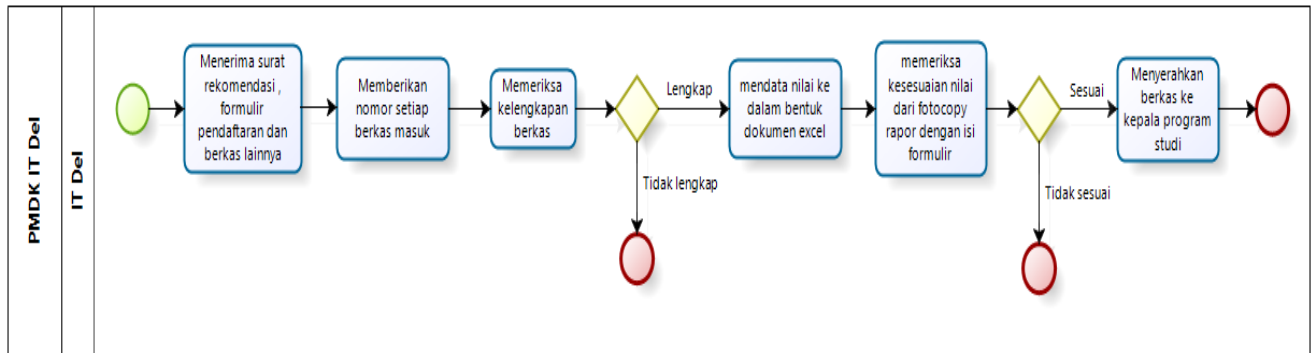 PMDK IT Del
IT Del
Menerima surat
rekomendasi ,
formulir
pendaftaran dan
berkas lainnya
Memberikan
nomor setiap
berkas masuk
Memeriksa
kelengkapan
berkas
Lengkap
Tidak lengkap
mendata nilai ke
dalam bentuk
dokumen excel
memeriksa
kesesuaian nilai
dari fotocopy
rapor dengan isi
formulir
Sesuai
Tidak sesuai
Menyerahkan
berkas ke
kepala program
studi